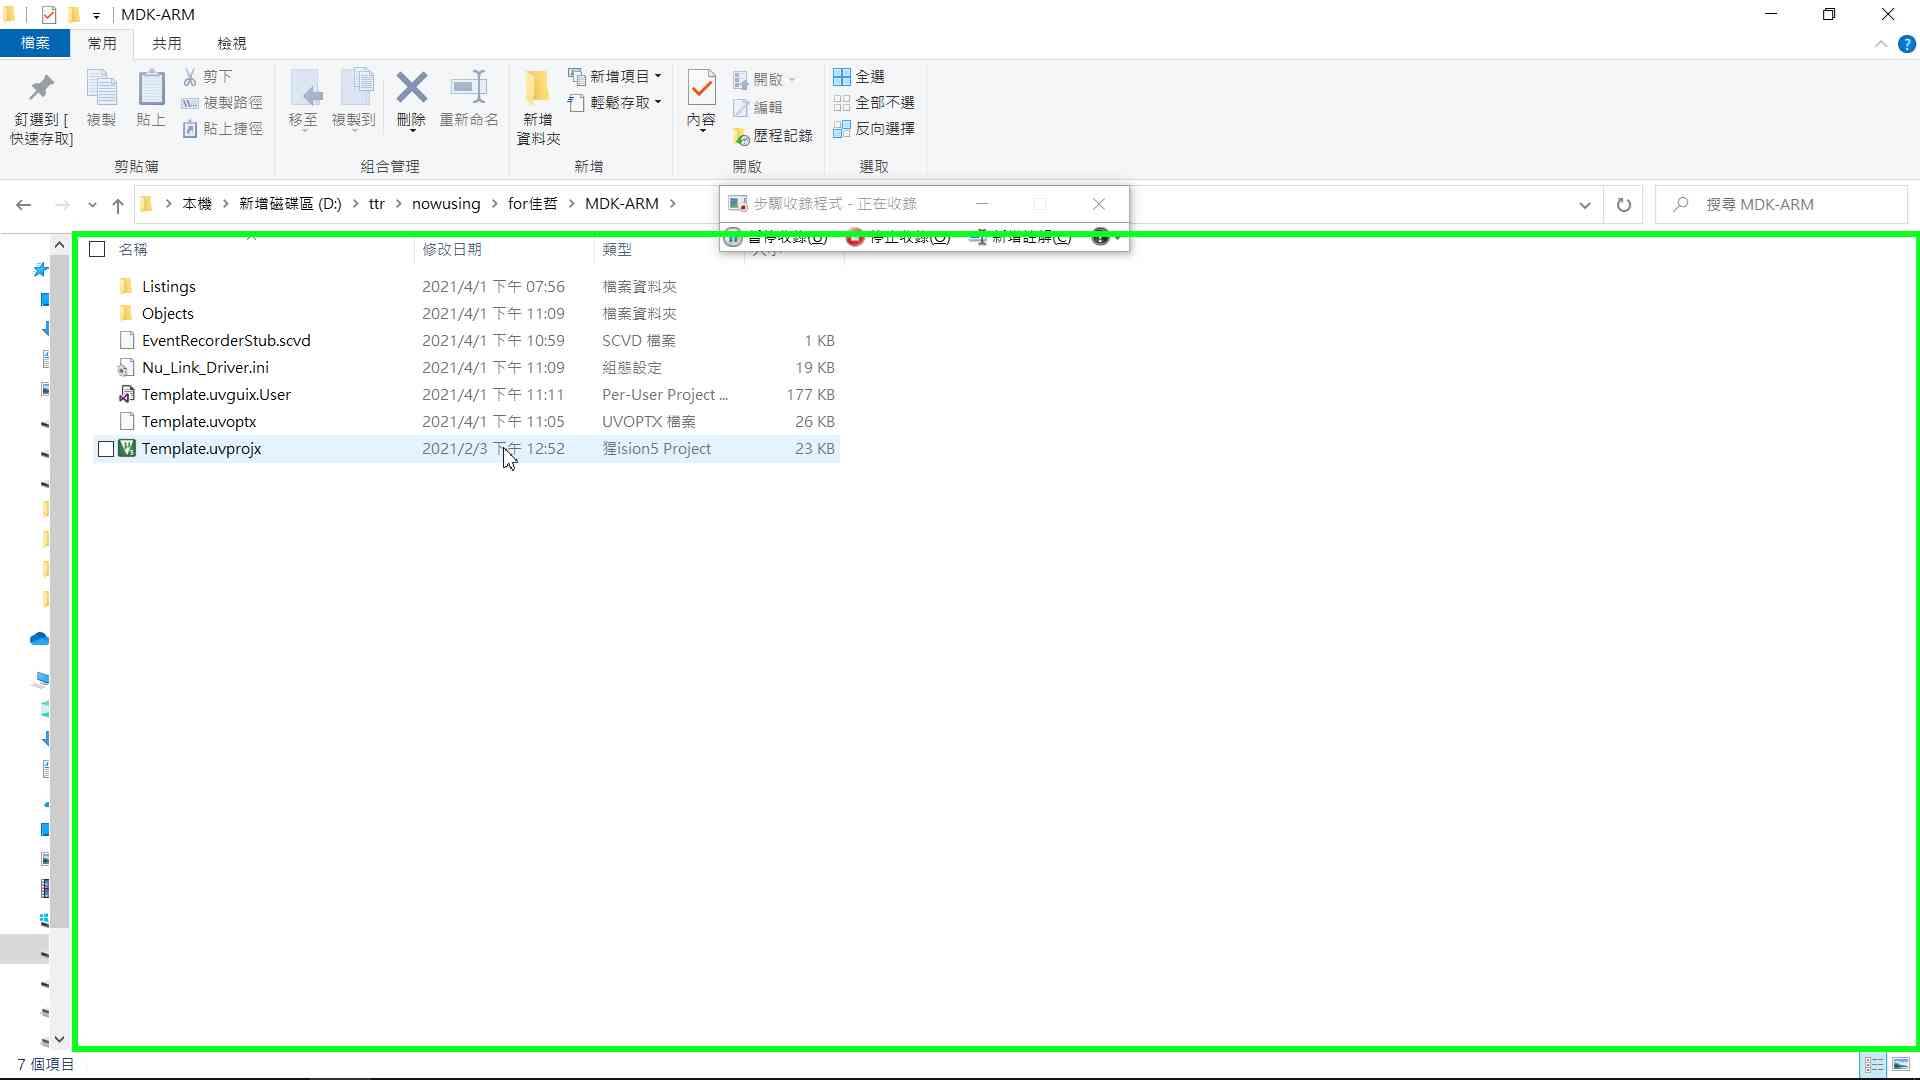 MDK-ARM
檔案 常用 共用 檢視
釘選到 [
快速存取]
複製
貼上
剪下
複製路徑
貼上捷徑
剪貼簿
移至
複製到
刪除
重新命名
組合管理
新增
資料夾
新增項目
輕鬆存取
新增
內容
開啟
編輯
歷程記錄
開啟
全選
全部不選
反向選擇
選取
本機 > 新增磁碟區 (D:) > ttr > nowusing > for佳哲 > MDK-ARM >
搜尋 MDK-ARM
步驟收錄程式 - 正在收錄
暫停收錄(U) 停止收錄(O) 新增註解(C)
名稱 修改日期 類型 大小
Listings 2021/4/1 下午 07:56 檔案資料夾
Objects 2021/4/1 下午 11:09 檔案資料夾
EventRecorderStub.scvd 2021/4/1 下午 10:59 SCVD 檔案 1 KB
Nu_Link_Driver.ini 2021/4/1 下午 11:09 組態設定 19 KB
Template.uvguix.User 2021/4/1 下午 11:11 Per-User Project ... 177 KB
Template.uvoptx 2021/4/1 下午 11:05 UVOPTX 檔案 26 KB
Template.uvprojx 2021/2/3 下午 12:52 猩ision5 Project 23 KB
7 個項目